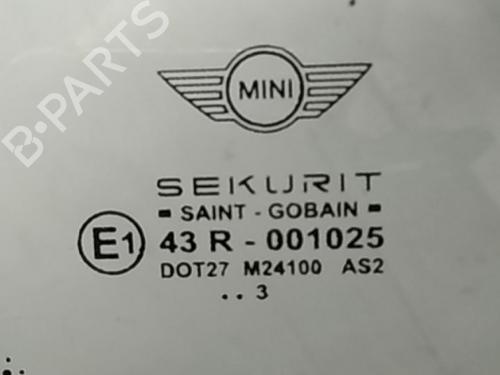 B-PARTS
MINI
SEKURIT
SAINT - GOBAIN
E1 43 R - 001025
DOT27 M24100 AS2
.. 3